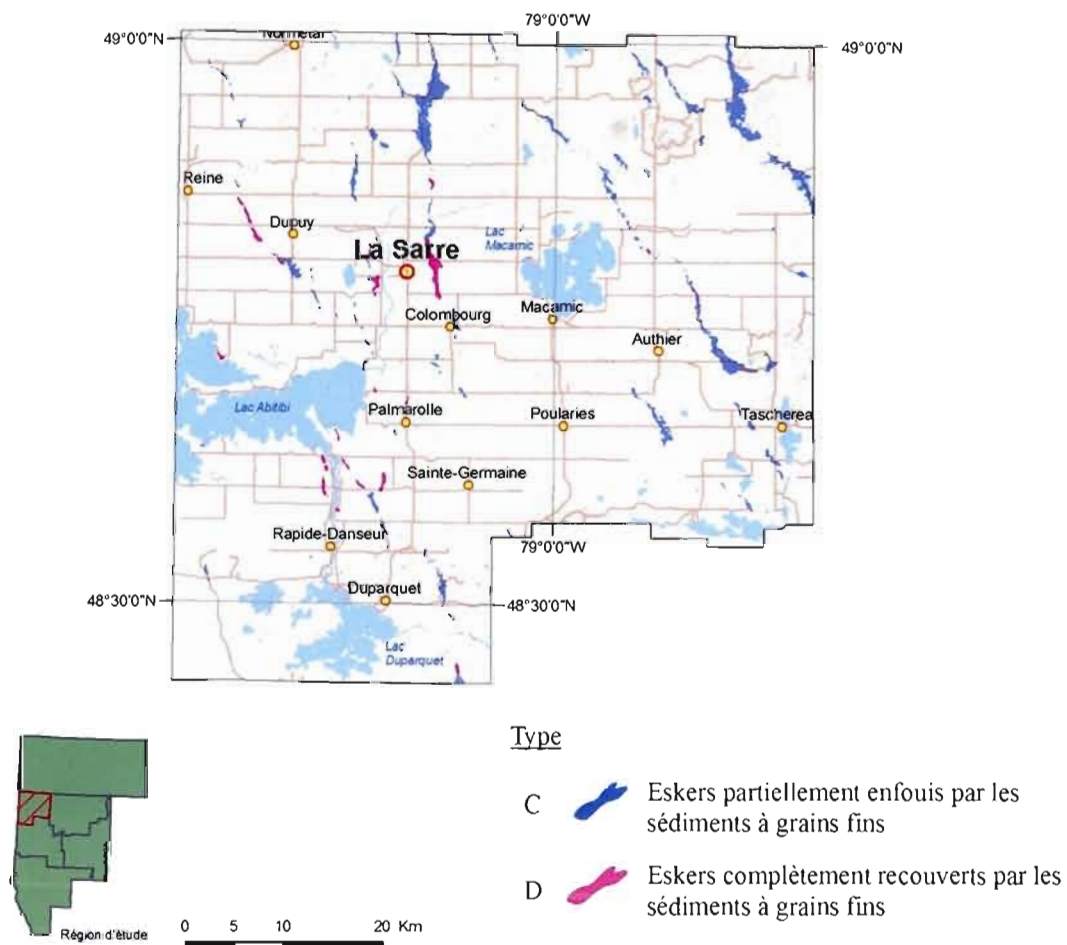 79°0'0"W
49°0'0"N
49°0'0"N
Normétal
Reine
Dupuy
La Sarre
Lac
Macamic
Colombourg
Macamic
Authier
Lac Abitibi
Palmarolle
Poularies
Tascherea
Sainte-Germaine
Rapide-Danseur
79°0'0"W
Duparquet
48°30'0"N
48°30'0"N
Lac
Duparquet
Type
C
Eskers partiellement enfouis par les
sédiments à grains fins
D
Eskers complètement recouverts par les
sédiments à grains fins
Région d'étude
0 5 10 20 Km